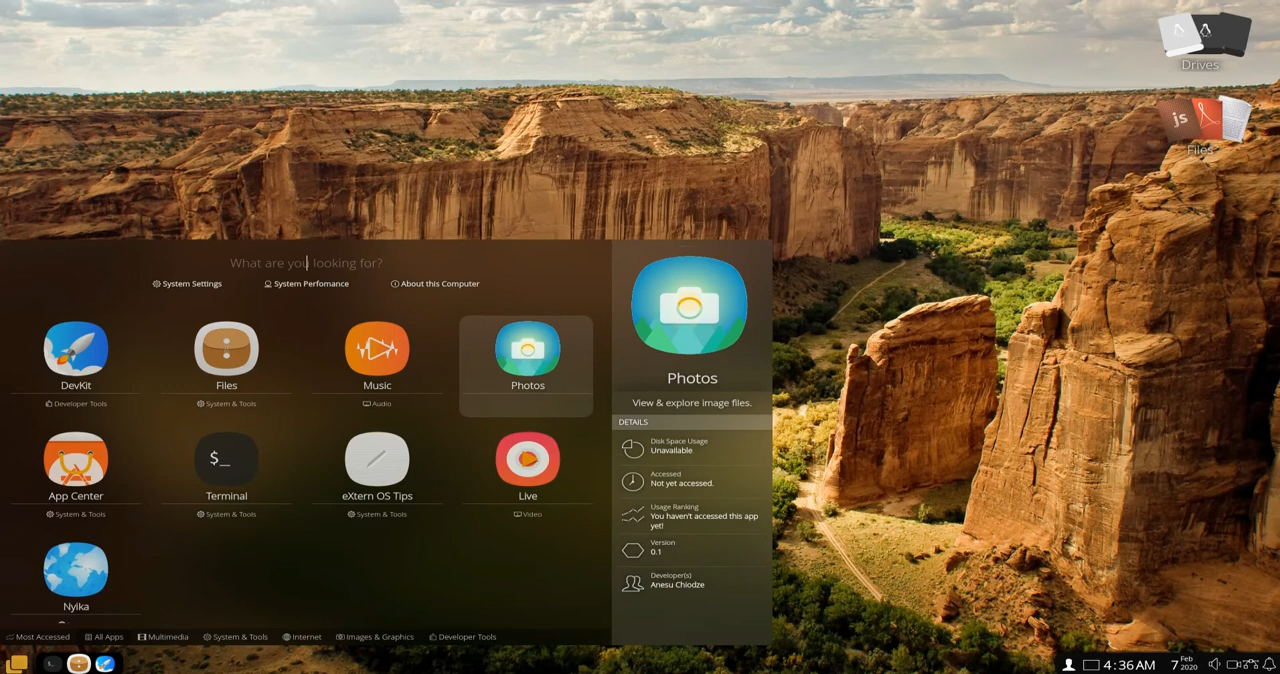 Drives
js
Files
What are you looking for?
System Settings
System Perfomance
About this Computer
DevKit
Developer Tools
Files
System & Tools
Music
Audio
Photos
App Center
System & Tools
$_
Terminal
System & Tools
eXtern OS Tips
System & Tools
Live
Video
Nyika
Photos
View & explore image files.
DETAILS
Disk Space Usage
Unavailable
Accessed
Not yet accessed.
Usage Ranking
You haven't accessed this app
yet!
Version
0.1
Developer(s)
Anesu Chiodze
Most Accessed
All Apps
Multimedia
System & Tools
Internet
Images & Graphics
Developer Tools
$_
4:36 AM
7 Feb
2020